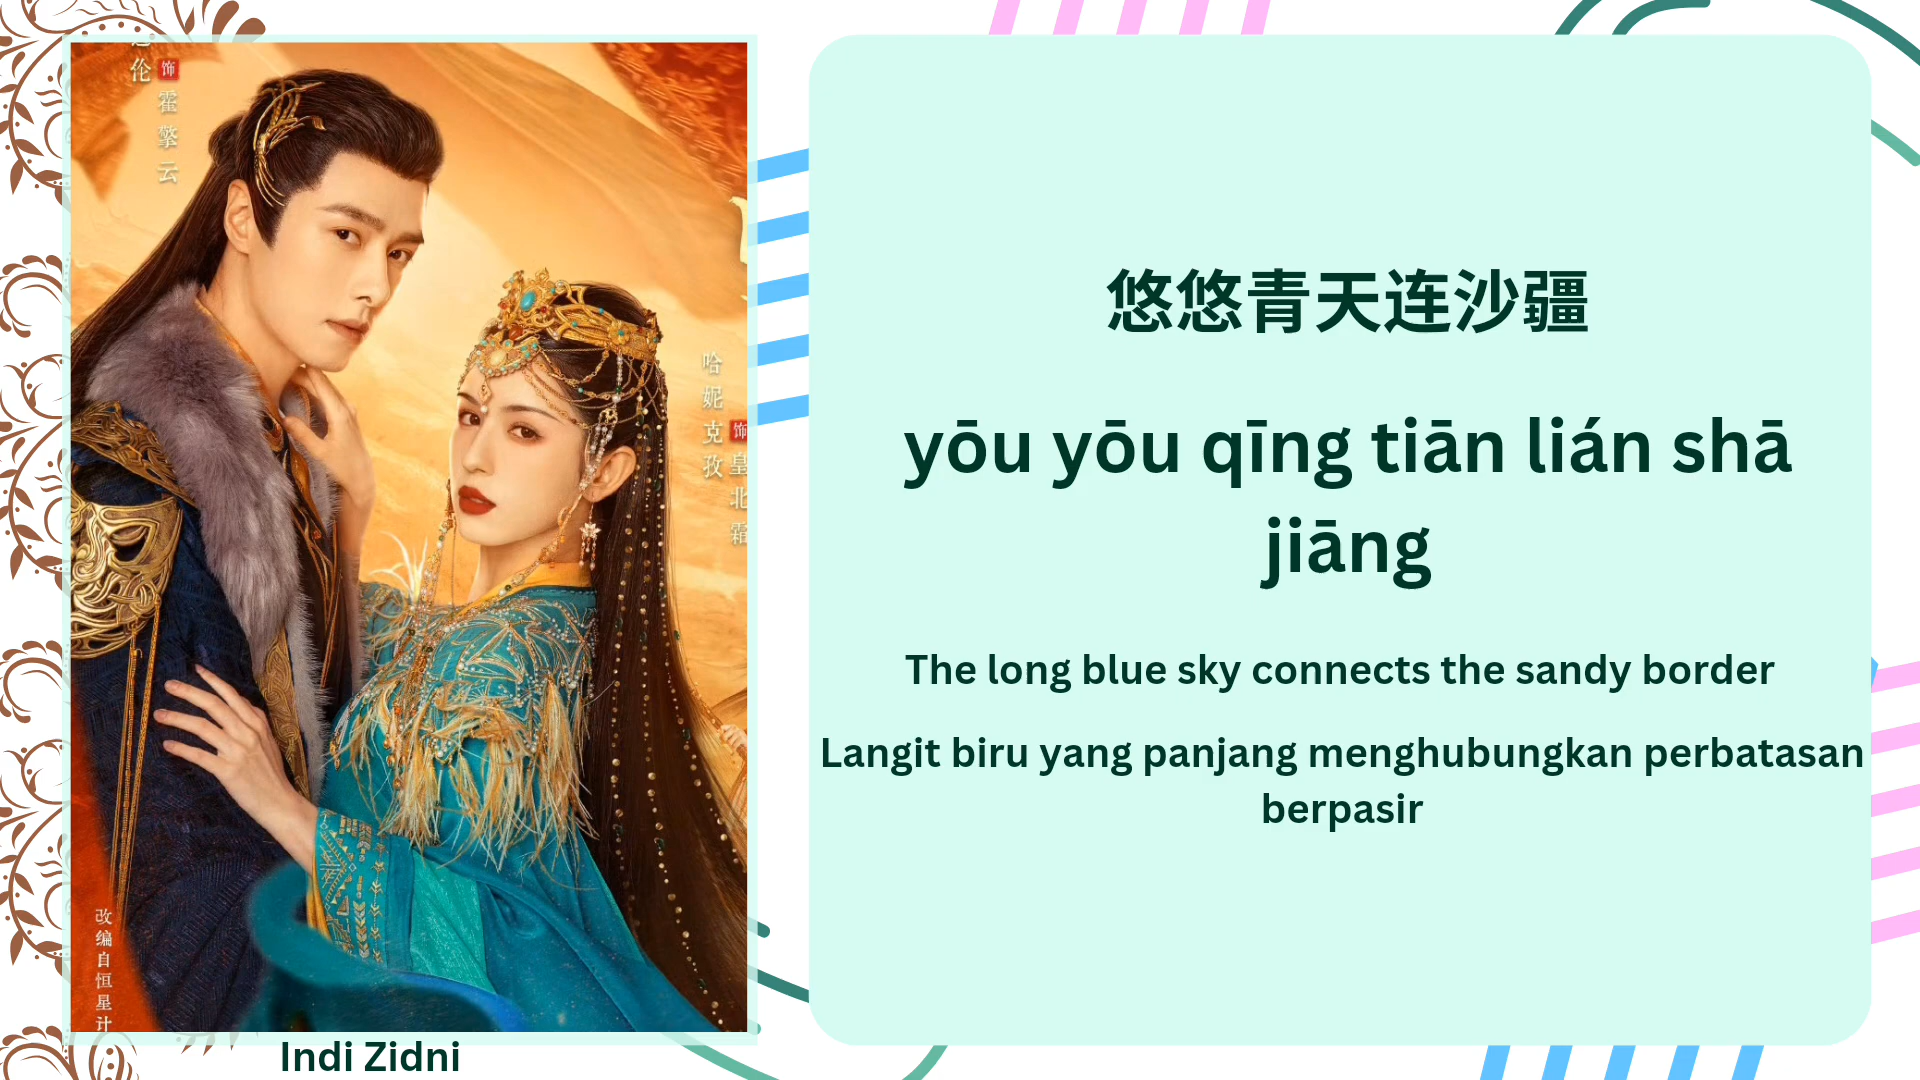 伦
饰
霍擎云
哈妮克孜
饰
皇北霜
改编自恒星计
悠悠青天连沙疆
yōu yōu qīng tiān lián shā
jiāng
The long blue sky connects the sandy border
Langit biru yang panjang menghubungkan perbatasan
berpasir
Indi Zidni